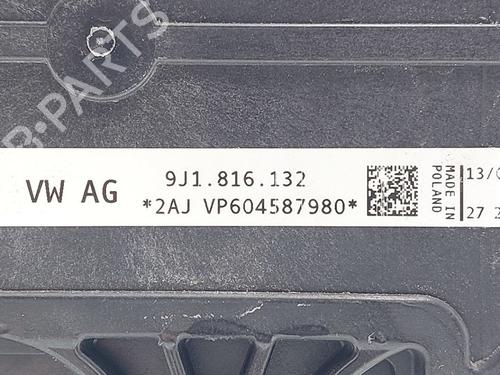 B-PARTS
VW AG
9J1.816.132
*2AJ VP604587980*
MADE IN
POLAND
13/0
27 2